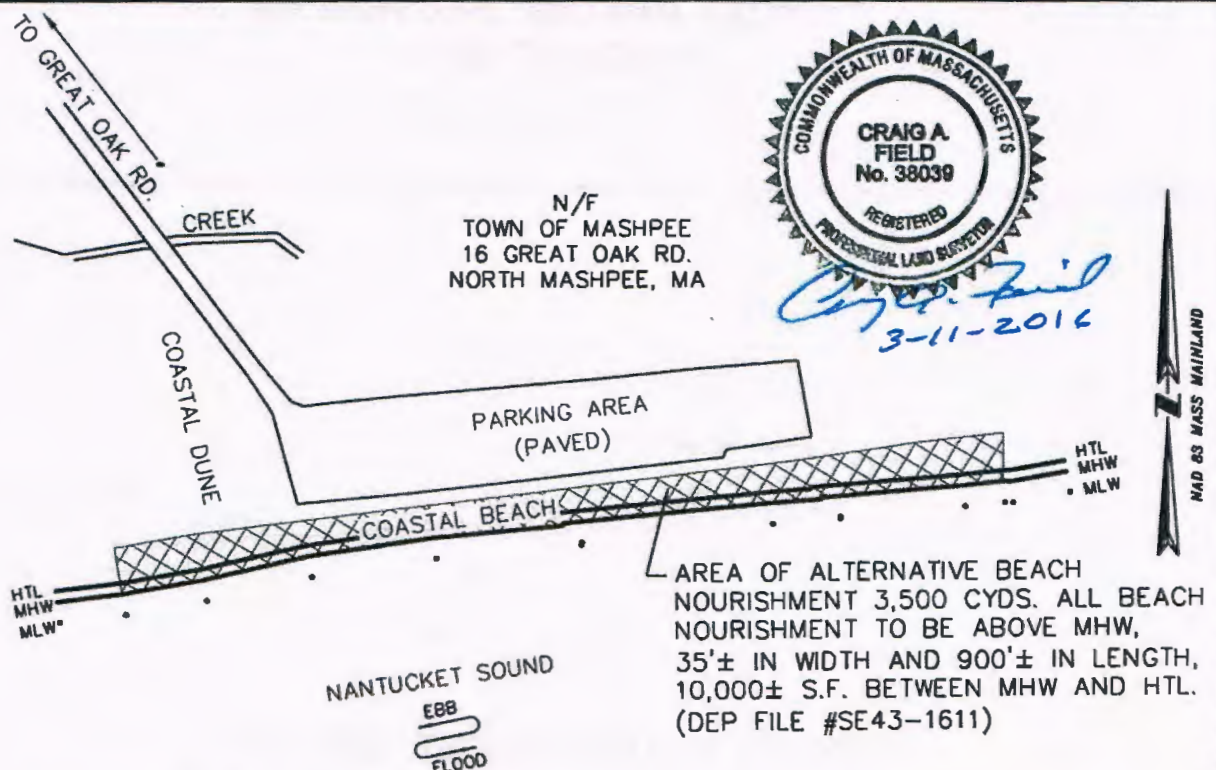 TO GREAT OAK RD.
CREEK
N/F
TOWN OF MASHPEE
16 GREAT OAK RD.
NORTH MASHPEE, MA
COMMONWEALTH OF MASSACHUSETTS
CRAIG A.
FIELD
No. 38039
REGISTERED
PROFESSIONAL LAND SURVEYOR
3-11-2016
NAD 83 MASS MAINLAND
COASTAL DUNE
PARKING AREA
(PAVED)
HTL
MHW
MLW
COASTAL BEACH
HTL
MHW
MLW
AREA OF ALTERNATIVE BEACH
NOURISHMENT 3,500 CYDS. ALL BEACH
NOURISHMENT TO BE ABOVE MHW,
35'± IN WIDTH AND 900'± IN LENGTH,
10,000± S.F. BETWEEN MHW AND HTL.
(DEP FILE #SE43-1611)
NANTUCKET SOUND
EBB
FLOOD